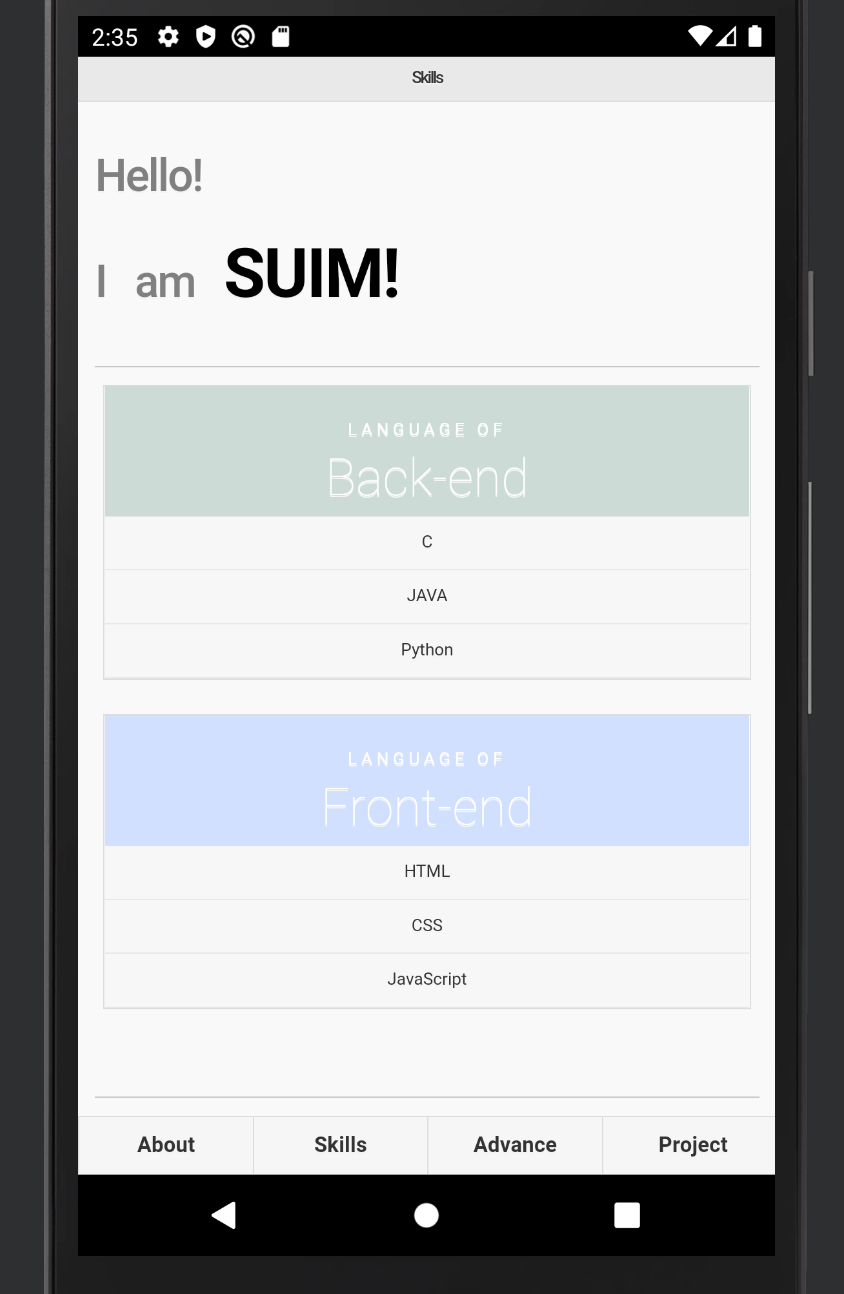 2:35
Skills
Hello!
I am SUIM!
LANGUAGE OF
Back-end
C
JAVA
Python
LANGUAGE OF
Front-end
HTML
CSS
JavaScript
About Skills Advance Project